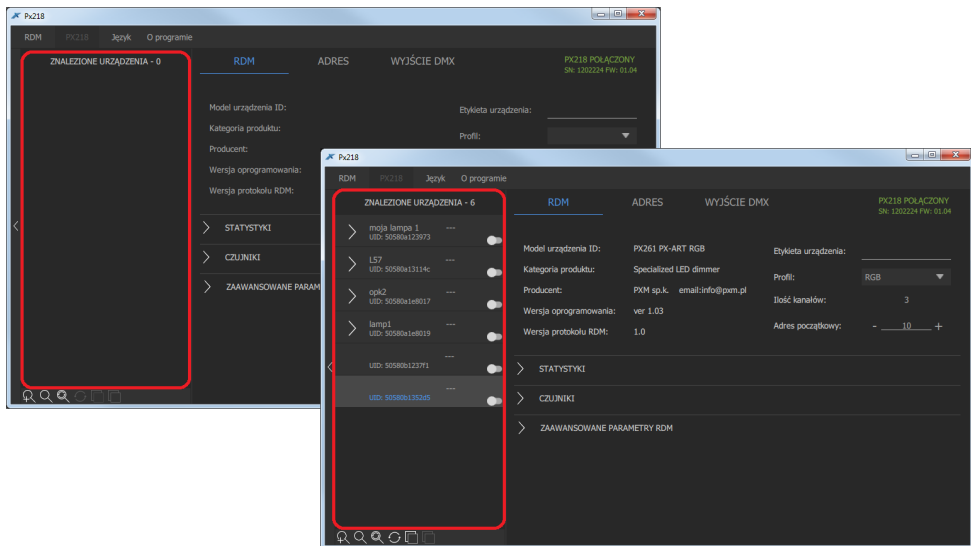 Px218
RDM PX218 Język O programie
ZNALEZIONE URZĄDZENIA - 0
RDM ADRES WYJŚCIE DMX
PX218 POŁĄCZONY
SN: 1202224 FW: 01.04
Model urządzenia ID:
Etykieta urządzenia:
Kategoria produktu:
Profil:
Producent:
Wersja oprogramowania:
Wersja protokołu RDM:
STATYSTYKI
CZUJNIKI
ZAAWANSOWANE PARAM
Px218
RDM PX218 Język O programie
ZNALEZIONE URZĄDZENIA - 6
moja lampa 1 ---
UID: 50580a123973
L57 ---
UID: 50580a13114c
opk2 ---
UID: 50580a1e8017
lamp1 ---
UID: 50580a1e8019
---
UID: 50580b1237f1
---
UID: 50580b1352d5
RDM ADRES WYJŚCIE DMX
PX218 POŁĄCZONY
SN: 1202224 FW: 01.04
Model urządzenia ID: PX261 PX-ART RGB
Etykieta urządzenia:
Kategoria produktu: Specialized LED dimmer
Profil: RGB
Producent: PXM sp.k. email:info@pxm.pl
Ilość kanałów: 3
Wersja oprogramowania: ver 1.03
Adres początkowy: - 10 +
Wersja protokołu RDM: 1.0
STATYSTYKI
CZUJNIKI
ZAAWANSOWANE PARAMETRY RDM